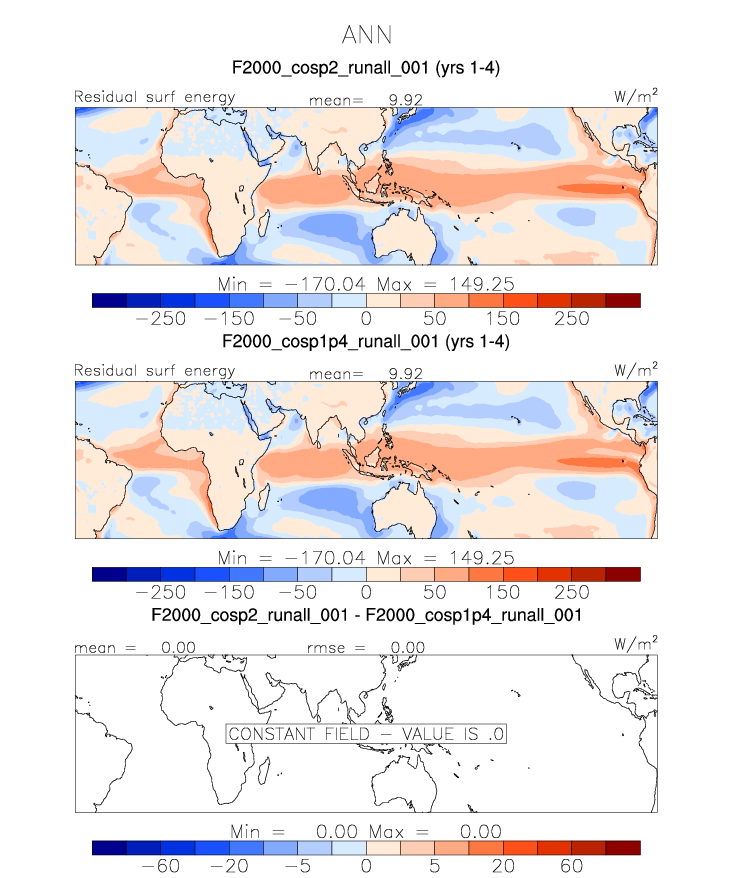 ANN
F2000_cosp2_runall_001 (yrs 1-4)
Residual surf energy mean= 9.92 W/m²
Min = −170.04 Max = 149.25
−250 −150 −50 0 50 150 250
F2000_cosp1p4_runall_001 (yrs 1-4)
Residual surf energy mean= 9.92 W/m²
Min = −170.04 Max = 149.25
−250 −150 −50 0 50 150 250
F2000_cosp2_runall_001 - F2000_cosp1p4_runall_001
mean = 0.00 rmse = 0.00 W/m²
CONSTANT FIELD − VALUE IS .0
Min = 0.00 Max = 0.00
−60 −20 −5 0 5 20 60